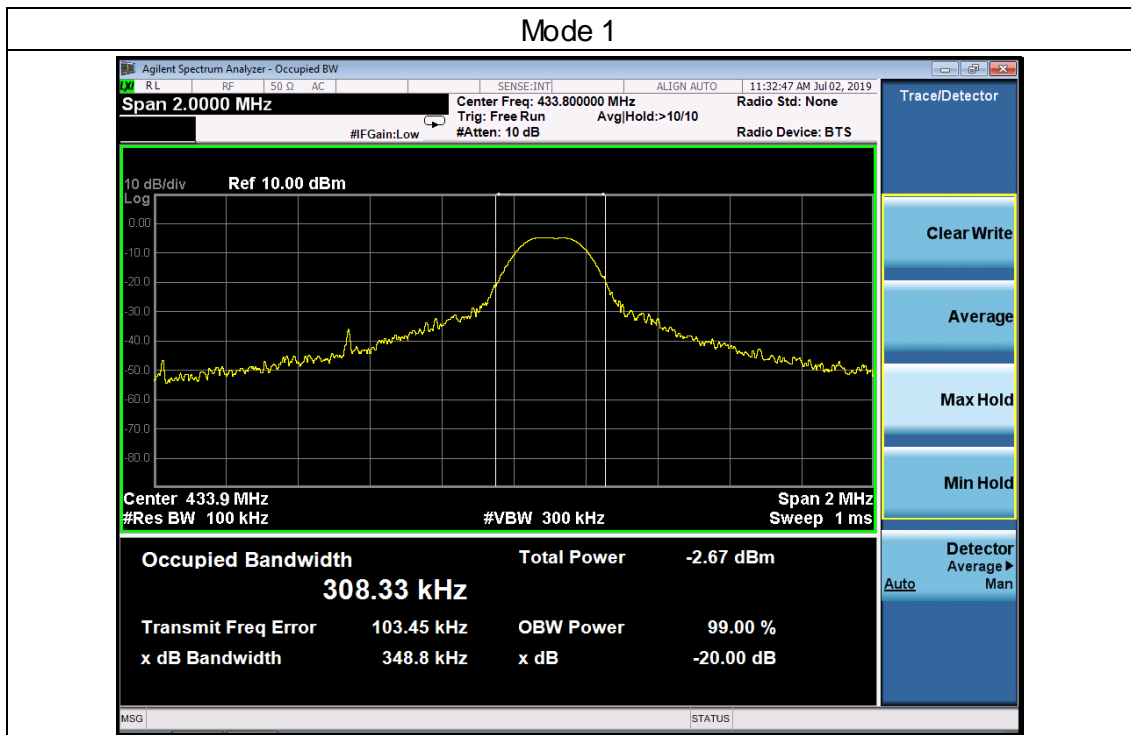 Mode 1
Agilent Spectrum Analyzer - Occupied BW
LXI RL RF 50 Ω AC SENSE:INT ALIGN AUTO 11:32:47 AM Jul 02, 2019
Span 2.0000 MHz
Center Freq: 433.800000 MHz Radio Std: None
Trig: Free Run Avg|Hold:>10/10
#IFGain:Low #Atten: 10 dB Radio Device: BTS
Trace/Detector
10 dB/div Ref 10.00 dBm
Log
0.00
-10.0
-20.0
-30.0
-40.0
-50.0
-60.0
-70.0
-80.0
Center 433.9 MHz Span 2 MHz
#Res BW 100 kHz #VBW 300 kHz Sweep 1 ms
Occupied Bandwidth Total Power -2.67 dBm
308.33 kHz
Transmit Freq Error 103.45 kHz OBW Power 99.00 %
x dB Bandwidth 348.8 kHz x dB -20.00 dB
Clear Write
Average
Max Hold
Min Hold
Detector
Average▶
Auto Man
MSG STATUS